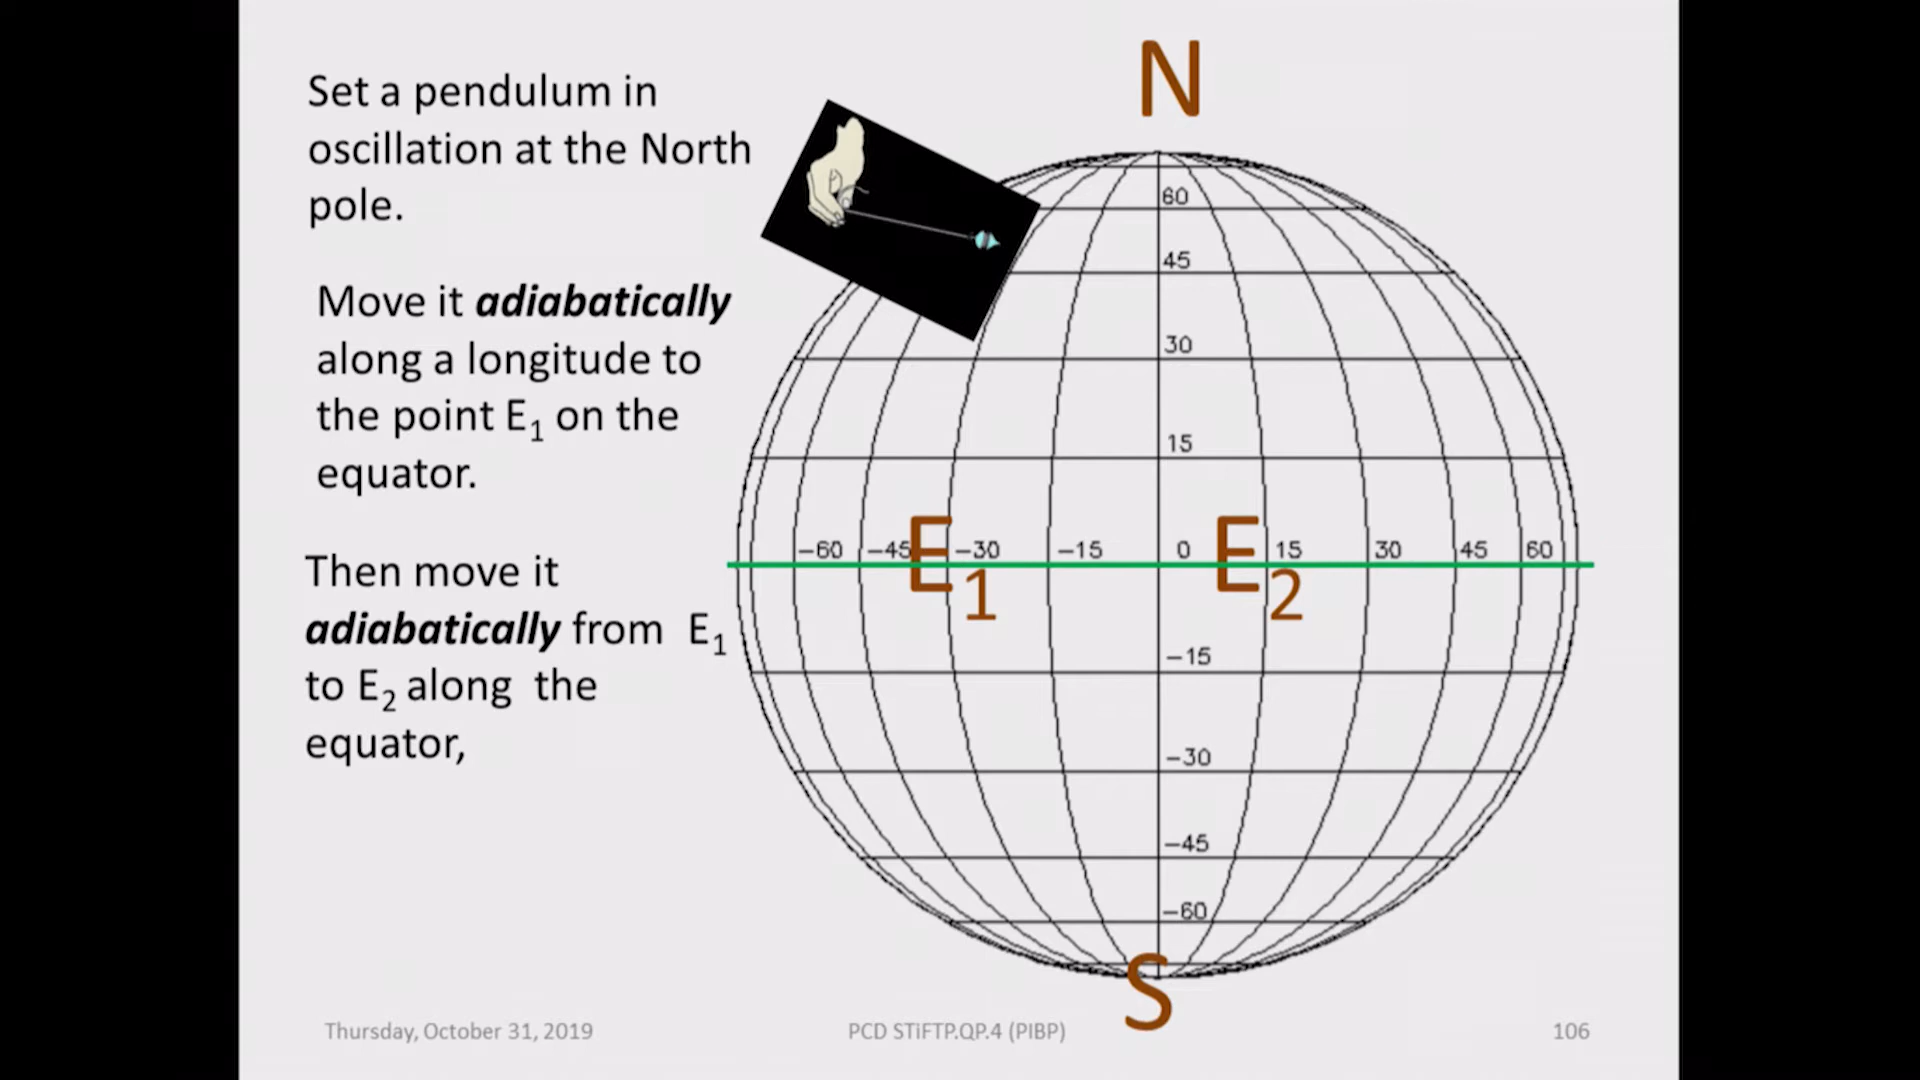 Set a pendulum in
oscillation at the North
pole.
Move it adiabatically
along a longitude to
the point E1 on the
equator.
Then move it
adiabatically from E1
to E2 along the
equator,
N
60
45
30
15
−60 −45 −30 −15 0 15 30 45 60
E1 E2
−15
−30
−45
−60
S
Thursday, October 31, 2019 PCD STiFTP.QP.4 (PIBP) 106